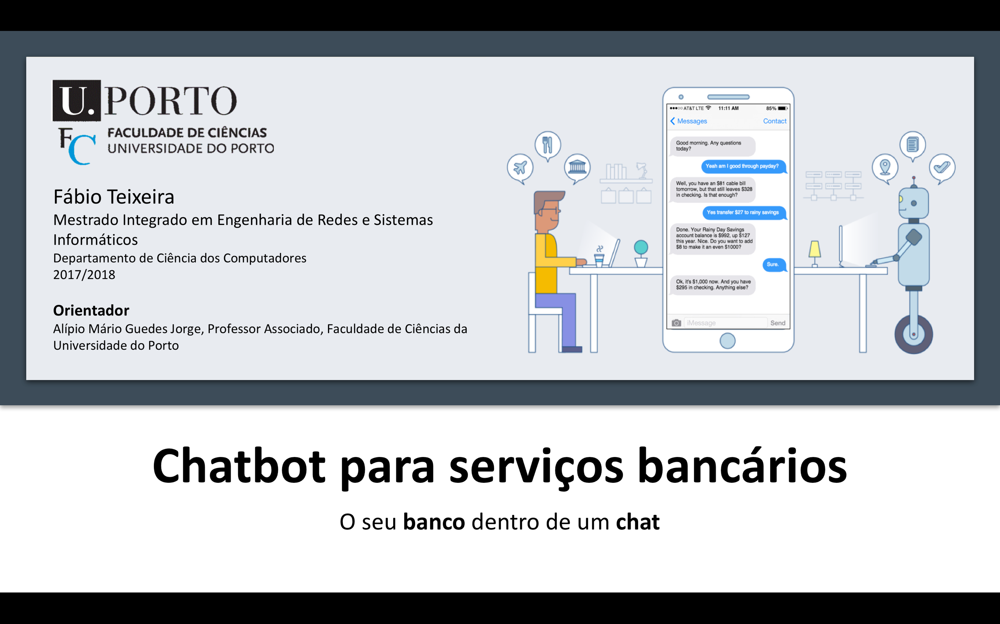 U. PORTO
FC
FACULDADE DE CIÊNCIAS
UNIVERSIDADE DO PORTO
Fábio Teixeira
Mestrado Integrado em Engenharia de Redes e Sistemas
Informáticos
Departamento de Ciência dos Computadores
2017/2018
Orientador
Alípio Mário Guedes Jorge, Professor Associado, Faculdade de Ciências da
Universidade do Porto
AT&T LTE 11:11 AM 85%
Messages Contact
Good morning. Any questions
today?
Yeah am I good through payday?
Well, you have an $81 cable bill
tomorrow, but that still leaves $328
in checking. Is that enough?
Yes transfer $27 to rainy savings
Done. Your Rainy Day Savings
account balance is $992, up $127
this year. Nice. Do you want to add
$8 to make it an even $1000?
Sure.
Ok, it's $1,000 now. And you have
$295 in checking. Anything else?
iMessage Send
Chatbot para serviços bancários
O seu banco dentro de um chat